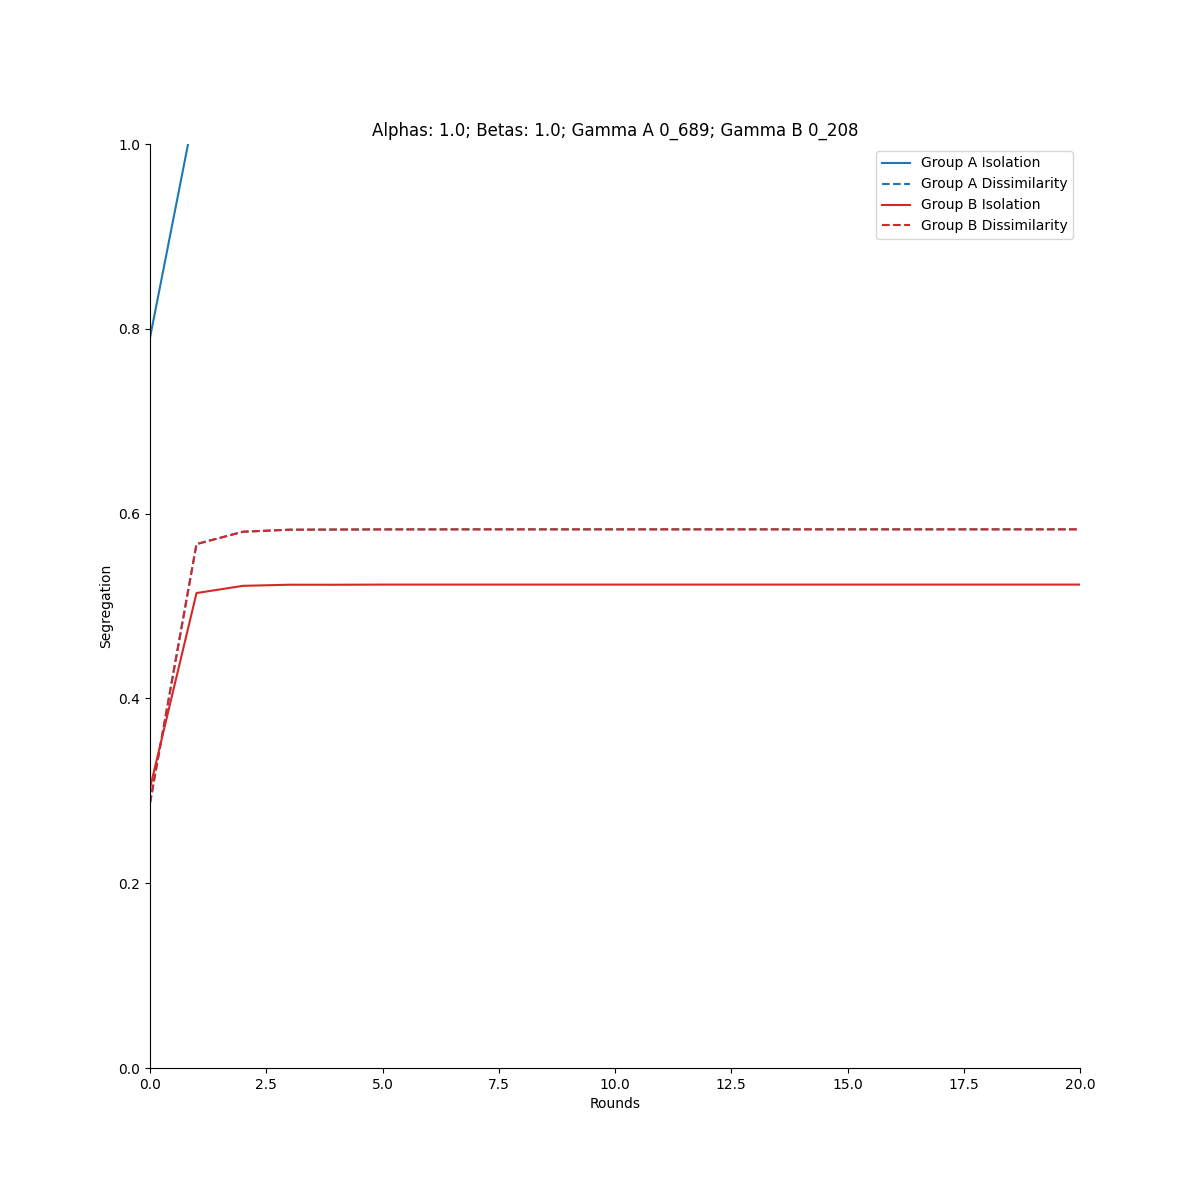 Alphas: 1.0; Betas: 1.0; Gamma A 0_689; Gamma B 0_208
1.0
0.8
0.6
0.4
0.2
0.0
Segregation
Group A Isolation
Group A Dissimilarity
Group B Isolation
Group B Dissimilarity
0.0 2.5 5.0 7.5 10.0 12.5 15.0 17.5 20.0
Rounds